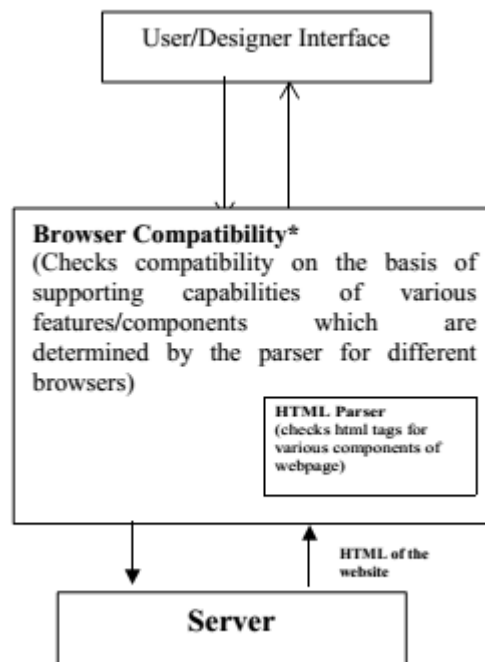 User/Designer Interface
Browser Compatibility*
(Checks compatibility on the basis of
supporting capabilities of various
features/components which are
determined by the parser for different
browsers)
HTML Parser
(checks html tags for
various components of
webpage)
HTML of the
website
Server